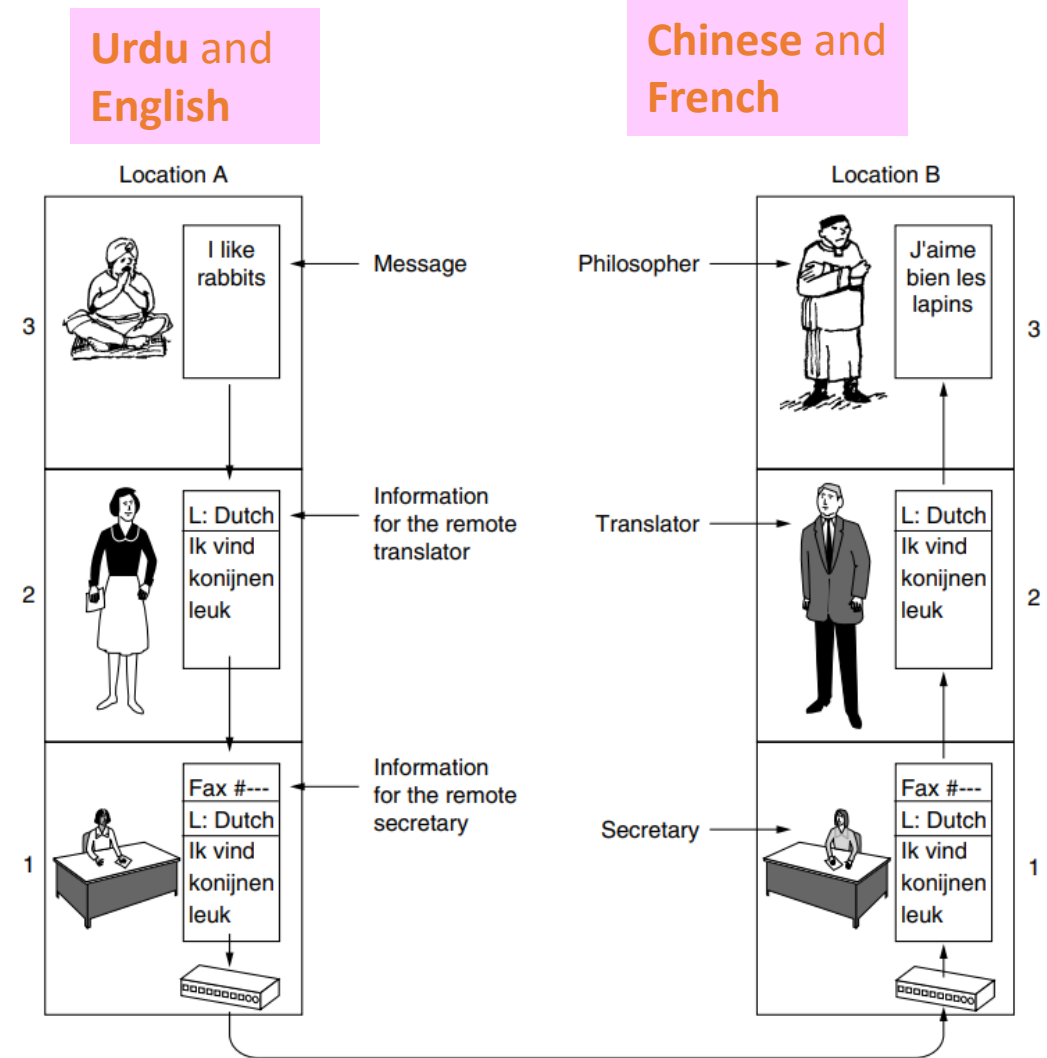 Urdu and
English
Chinese and
French
Location A
Location B
I like
rabbits
Message
Philosopher
J'aime
bien les
lapins
3
3
L: Dutch
Ik vind
konijnen
leuk
Information
for the remote
translator
Translator
L: Dutch
Ik vind
konijnen
leuk
2
2
Fax #---
L: Dutch
Ik vind
konijnen
leuk
Information
for the remote
secretary
Secretary
Fax #---
L: Dutch
Ik vind
konijnen
leuk
1
1